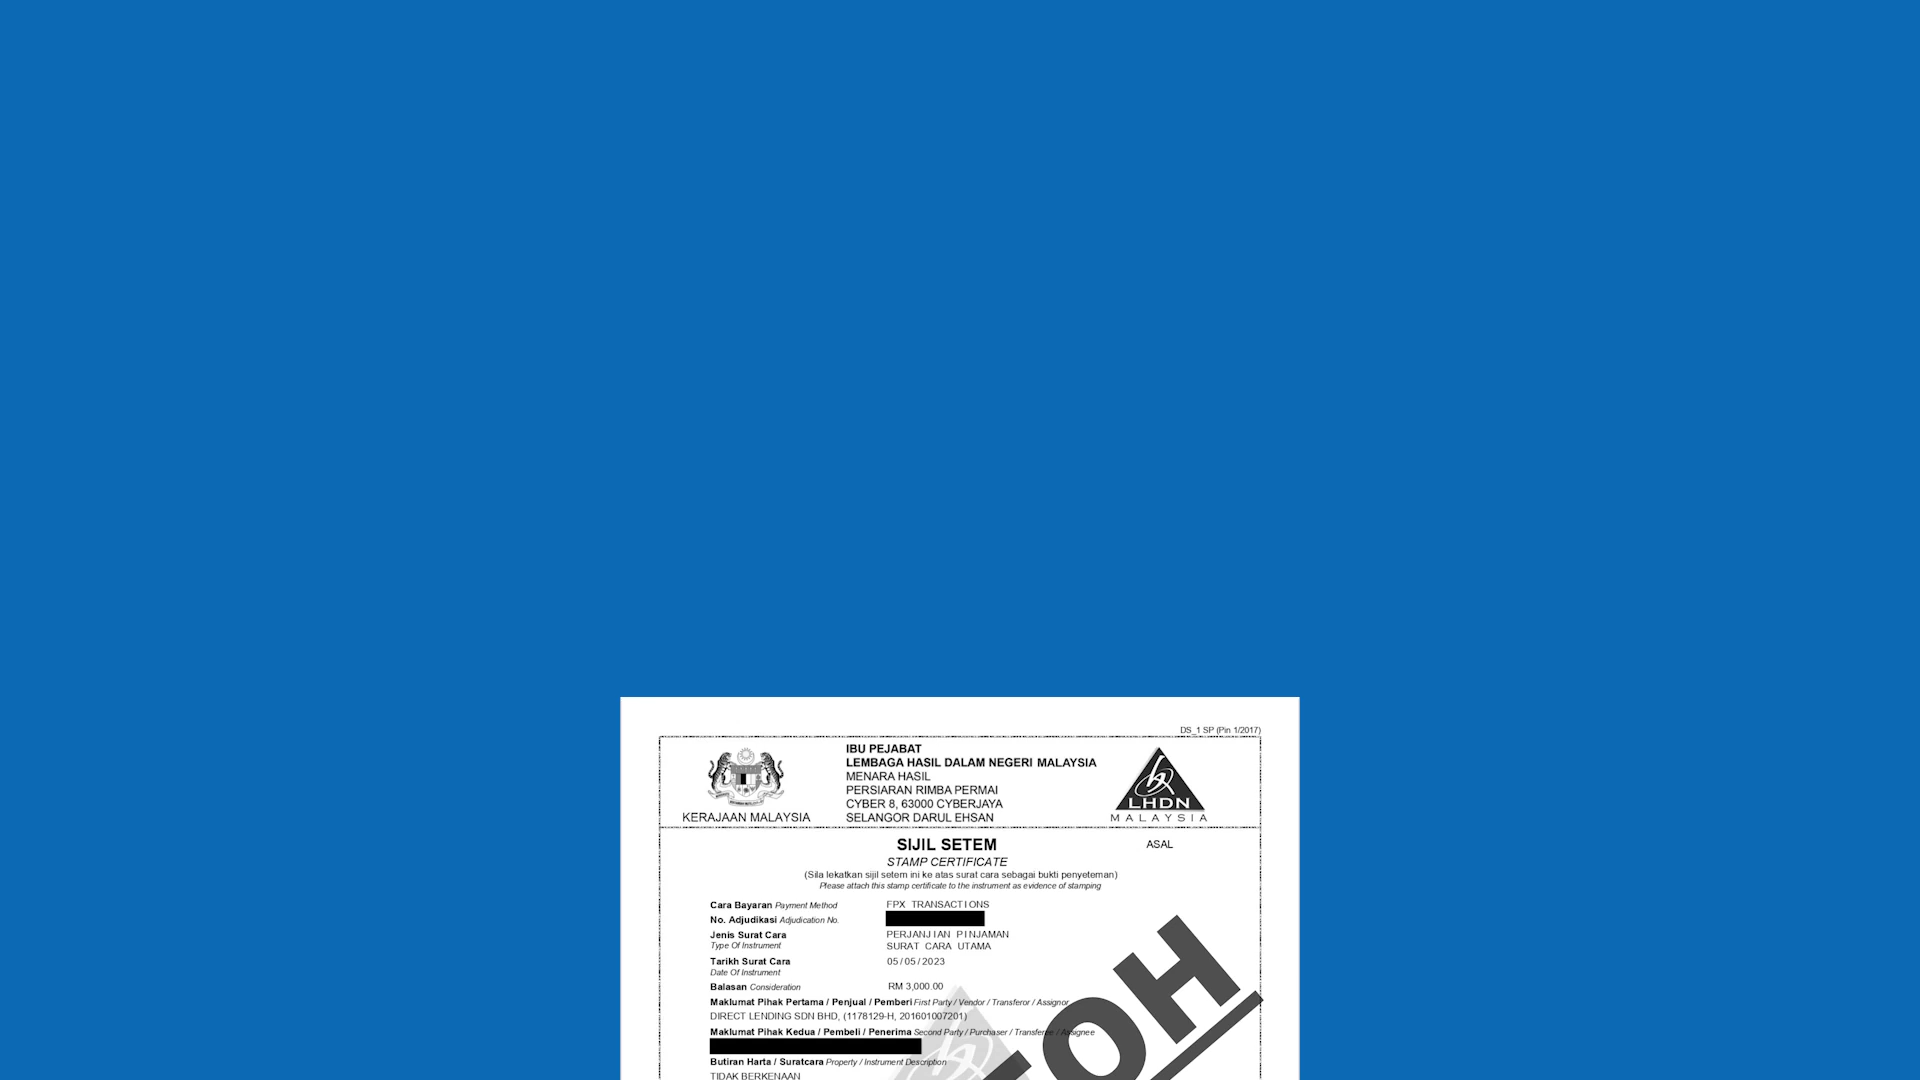 DS_1 SP (Pin 1/2017)
IBU PEJABAT
LEMBAGA HASIL DALAM NEGERI MALAYSIA
MENARA HASIL
PERSIARAN RIMBA PERMAI
CYBER 8, 63000 CYBERJAYA
SELANGOR DARUL EHSAN
KERAJAAN MALAYSIA
LHDN
MALAYSIA
SIJIL SETEM
ASAL
STAMP CERTIFICATE
(Sila lekatkan sijil setem ini ke atas surat cara sebagai bukti penyeteman)
Please attach this stamp certificate to the instrument as evidence of stamping
Cara Bayaran Payment Method FPX TRANSACTIONS
No. Adjudikasi Adjudication No.
Jenis Surat Cara PERJANJIAN PINJAMAN
Type Of Instrument SURAT CARA UTAMA
Tarikh Surat Cara 05/05/2023
Date Of Instrument
Balasan Consideration RM 3,000.00
Maklumat Pihak Pertama / Penjual / Pemberi First Party / Vendor / Transferor / Assignor
DIRECT LENDING SDN BHD, (1178129-H, 201601007201)
Maklumat Pihak Kedua / Pembeli / Penerima Second Party / Purchaser / Transferee / Assignee
Butiran Harta / Suratcara Property / Instrument Description
TIDAK BERKENAAN
OH